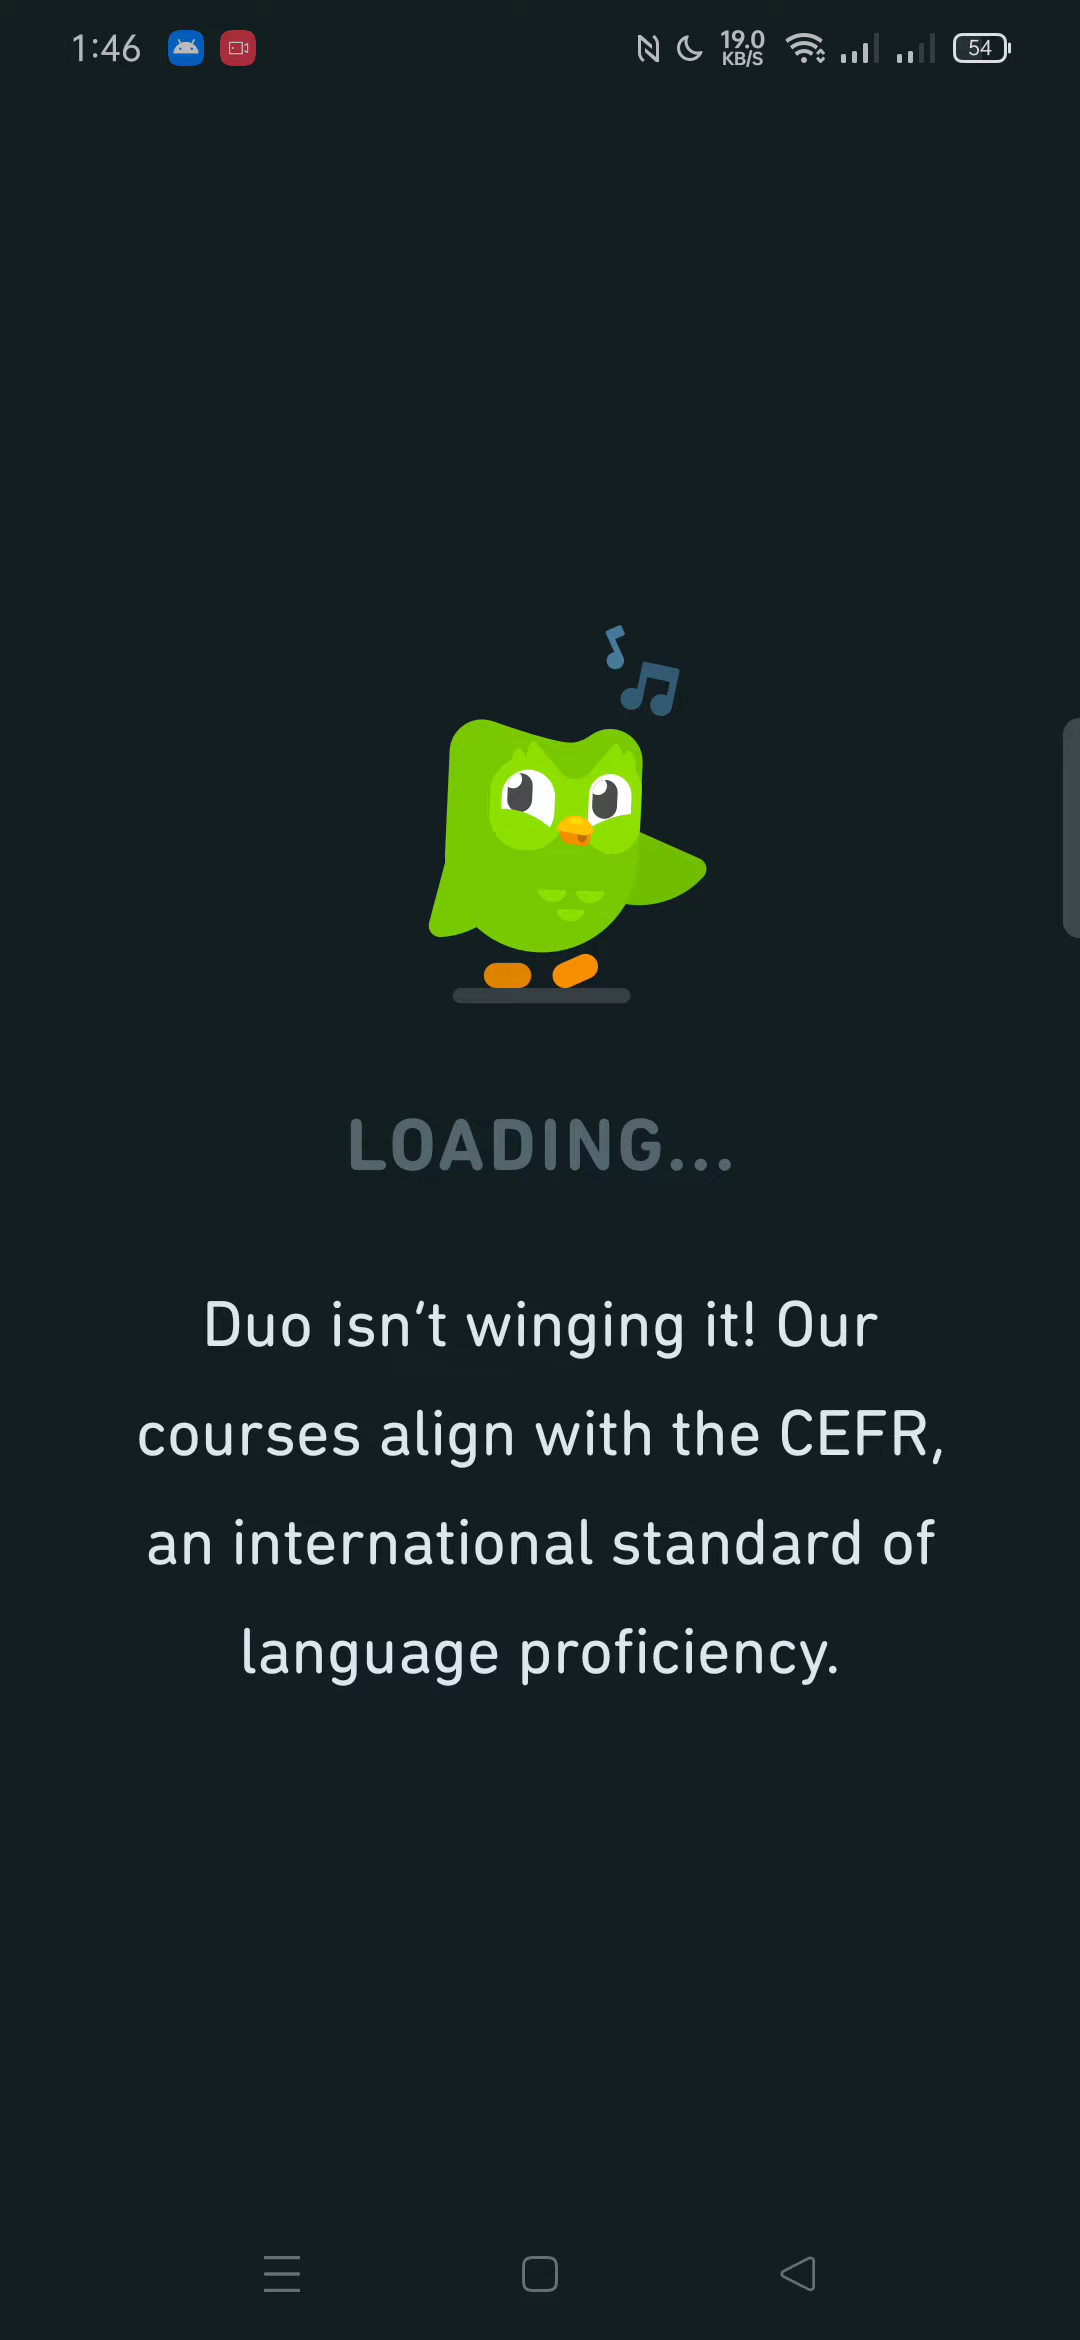 1:46
19.0
KB/S
54
LOADING...
Duo isn’t winging it! Our
courses align with the CEFR,
an international standard of
language proficiency.